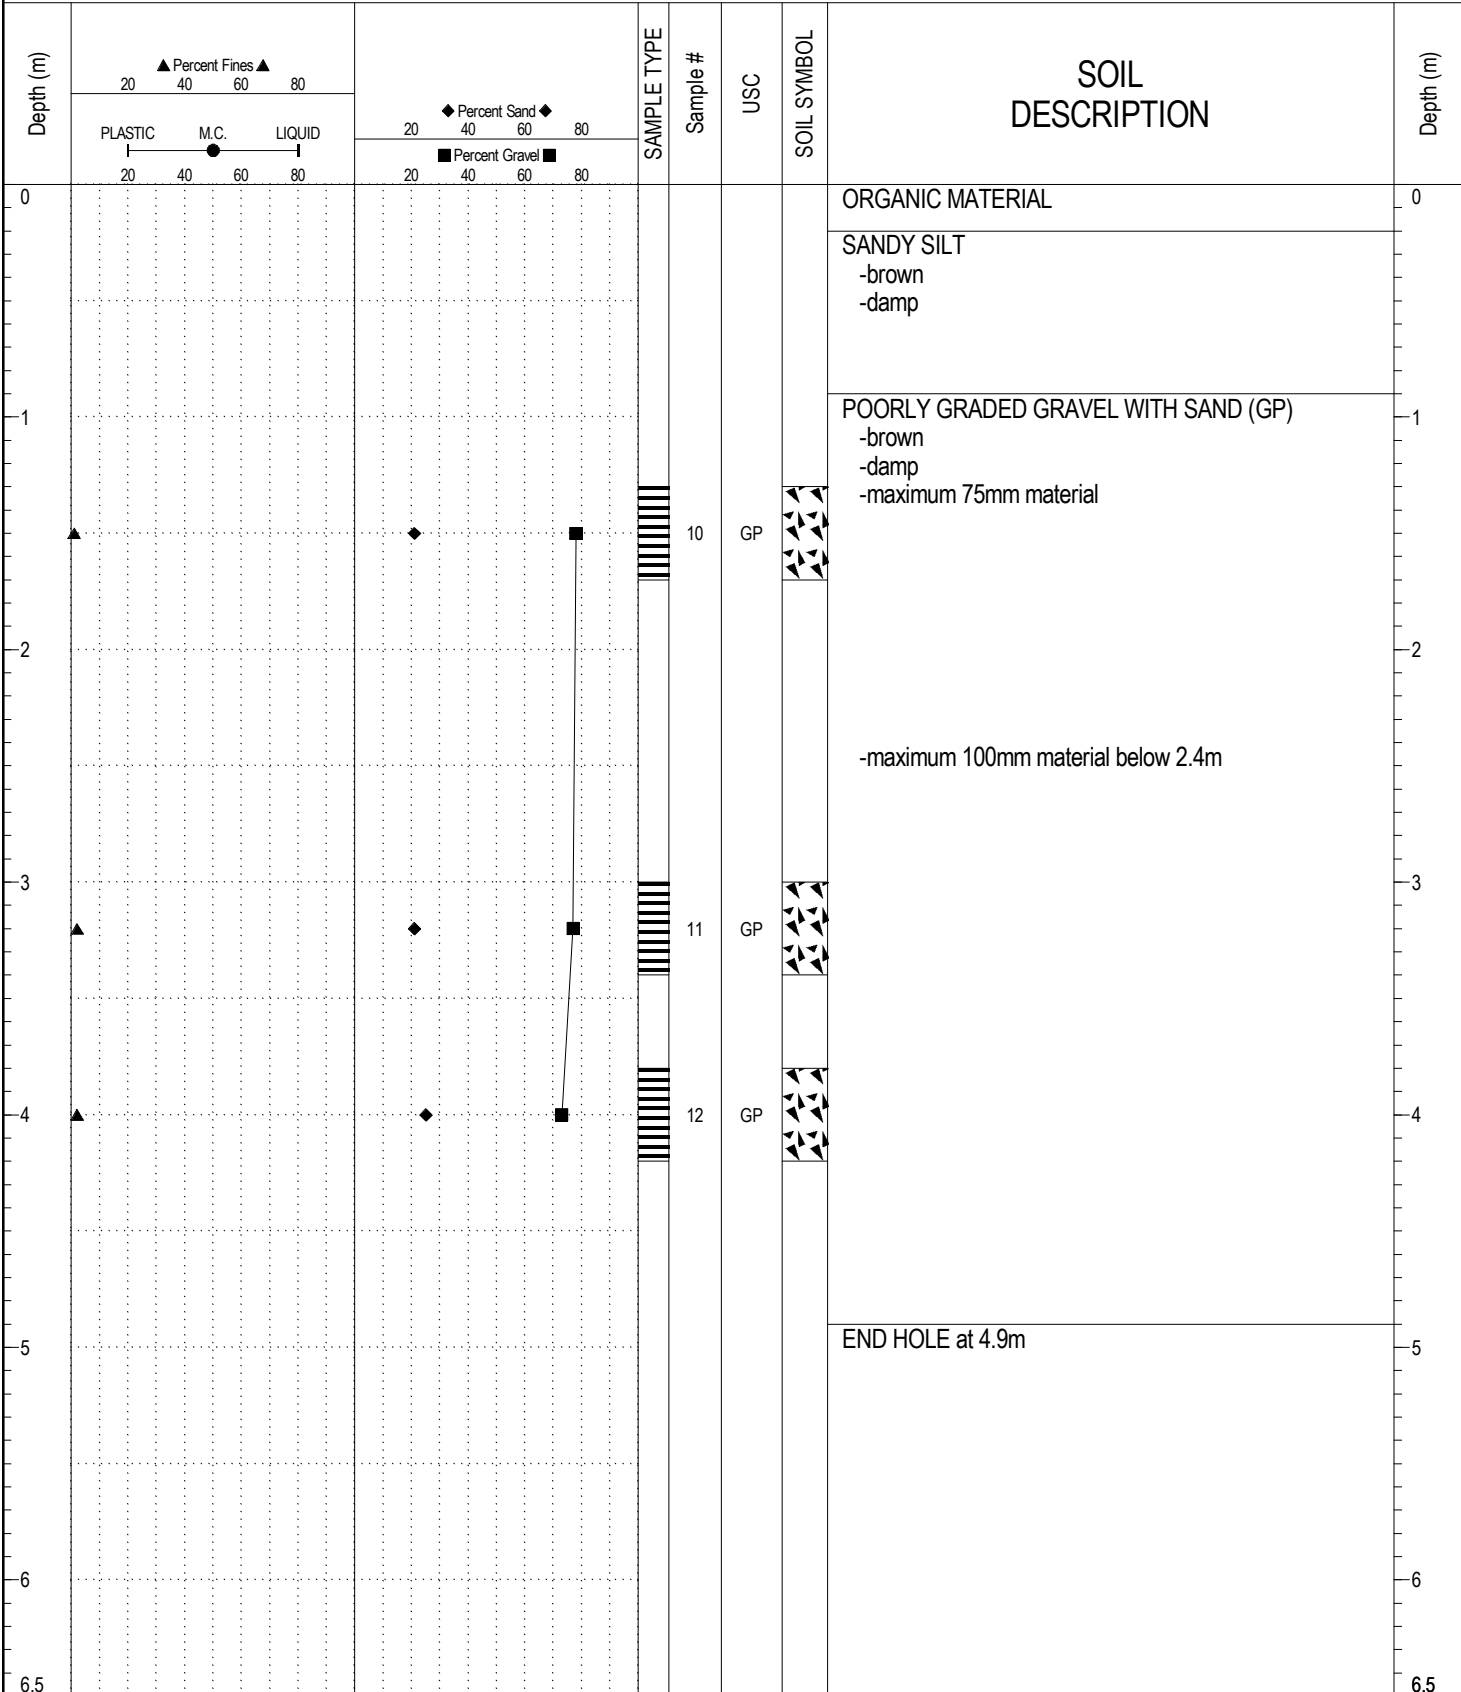 Depth (m)
▲ Percent Fines ▲
20 40 60 80
PLASTIC M.C. LIQUID
20 40 60 80
◆ Percent Sand ◆
20 40 60 80
■ Percent Gravel ■
20 40 60 80
SAMPLE TYPE
Sample #
USC
SOIL SYMBOL
SOIL
DESCRIPTION
Depth (m)
0 ORGANIC MATERIAL 0
SANDY SILT
-brown
-damp
1 POORLY GRADED GRAVEL WITH SAND (GP) 1
-brown
-damp
-maximum 75mm material
10 GP
2 2
-maximum 100mm material below 2.4m
3 3
11 GP
4 12 GP 4
END HOLE at 4.9m
5 5
6 6
6.5 6.5